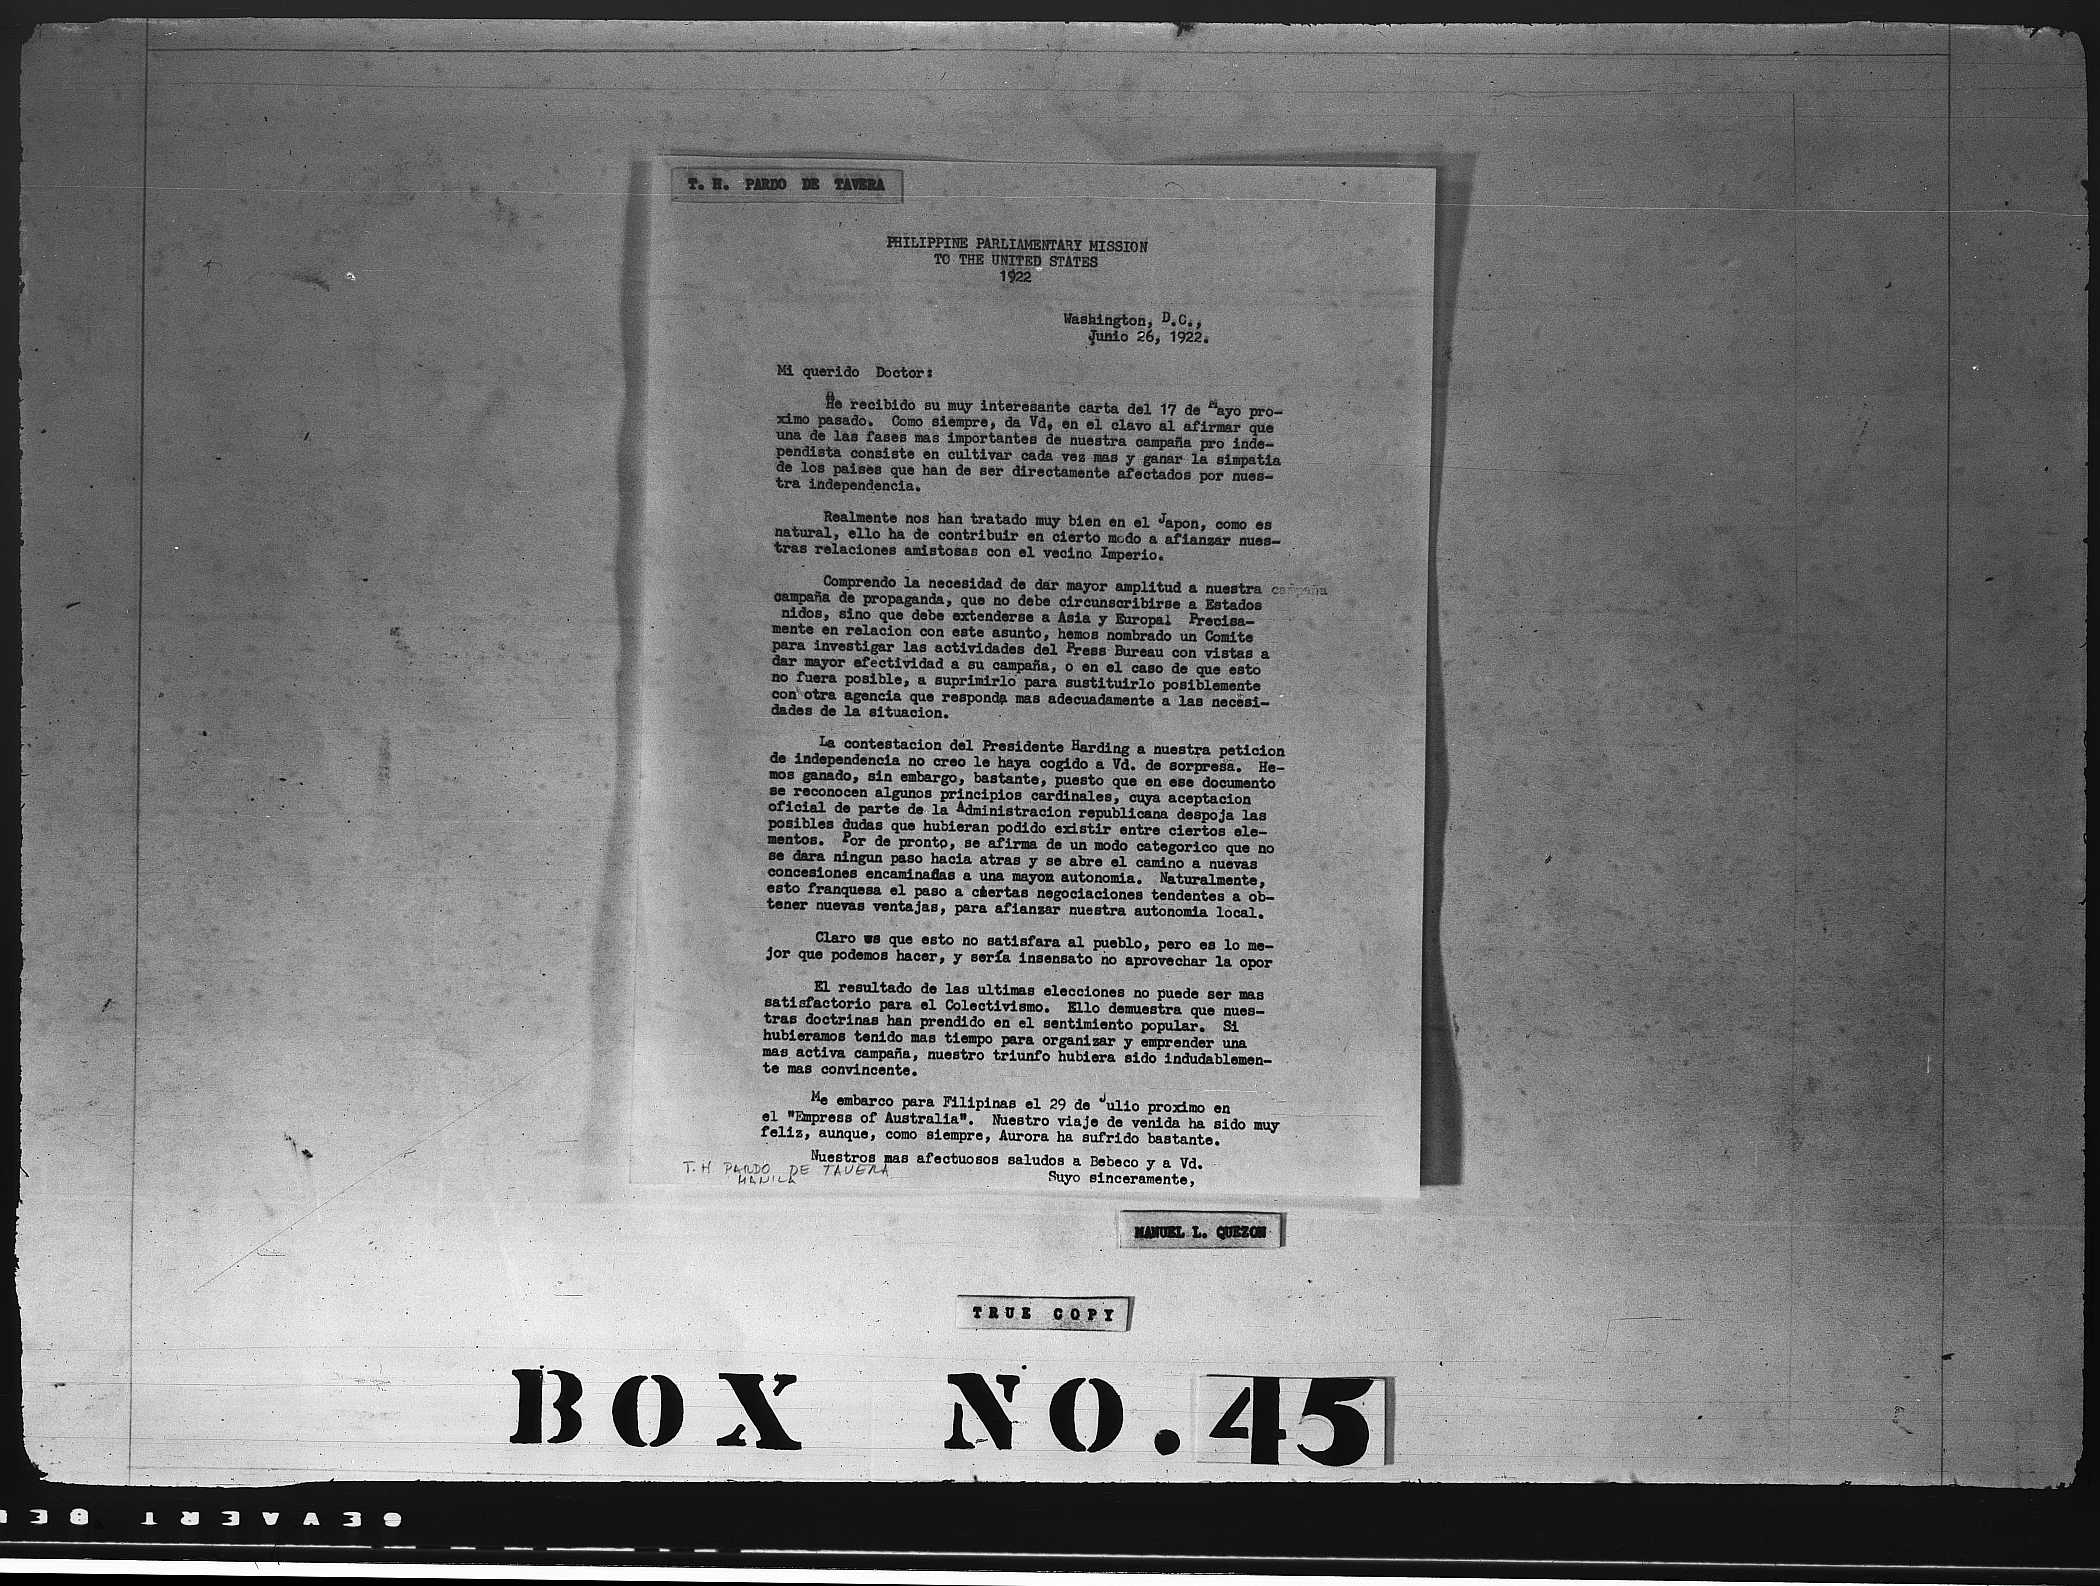 T. H. PARDO DE TAVERA
PHILIPPINE PARLIAMENTARY MISSION
TO THE UNITED STATES
1922
Washington, D.C.,
Junio 26, 1922.
Mi querido Doctor:
He recibido su muy interesante carta del 17 de Mayo pro-
ximo pasado. Como siempre, da Vd, en el clavo al afirmar que
una de las fases mas importantes de nuestra campaña pro inde-
pendista consiste en cultivar cada vez mas y ganar la simpatia
de los paises que han de ser directamente afectados por nues-
tra independencia.
Realmente nos han tratado muy bien en el Japon, como es
natural, ello ha de contribuir en cierto modo a afianzar nues-
tras relaciones amistosas con el vecino Imperio.
Comprendo la necesidad de dar mayor amplitud a nuestra campaña
campaña de propaganda, que no debe circunscribirse a Estados
nidos, sino que debe extenderse a Asia y Europal Precisa-
mente en relacion con este asunto, hemos nombrado un Comite
para investigar las actividades del Press Bureau con vistas a
dar mayor efectividad a su campaña, o en el caso de que esto
no fuera posible, a suprimirlo para sustituirlo posiblemente
con otra agencia que responda mas adecuadamente a las necesi-
dades de la situacion.
La contestacion del Presidente Harding a nuestra peticion
de independencia no creo le haya cogido a Vd. de sorpresa. He-
mos ganado, sin embargo, bastante, puesto que en ese documento
se reconocen algunos principios cardinales, cuya aceptacion
oficial de parte de la Administracion republicana despoja las
posibles dudas que hubieran podido existir entre ciertos ele-
mentos. Por de pronto, se afirma de un modo categorico que no
se dara ningun paso hacia atras y se abre el camino a nuevas
concesiones encaminadas a una mayor autonomia. Naturalmente,
esto franquesa el paso a ciertas negociaciones tendentes a ob-
tener nuevas ventajas, para afianzar nuestra autonomia local.
Claro es que esto no satisfara al pueblo, pero es lo me-
jor que podemos hacer, y sería insensato no aprovechar la opor
El resultado de las ultimas elecciones no puede ser mas
satisfactorio para el Colectivismo. Ello demuestra que nues-
tras doctrinas han prendido en el sentimiento popular. Si
hubieramos tenido mas tiempo para organizar y emprender una
mas activa campaña, nuestro triunfo hubiera sido indudablemen-
te mas convincente.
Me embarco para Filipinas el 29 de Julio proximo en
el "Empress of Australia". Nuestro viaje de venida ha sido muy
feliz, aunque, como siempre, Aurora ha sufrido bastante.
Nuestros mas afectuosos saludos a Bebeco y a Vd.
Suyo sinceramente,
T. H PARDO DE TAVERA
MANILA
MANUEL L. QUEZON
TRUE COPY
BOX NO. 45
GEVAERT BE